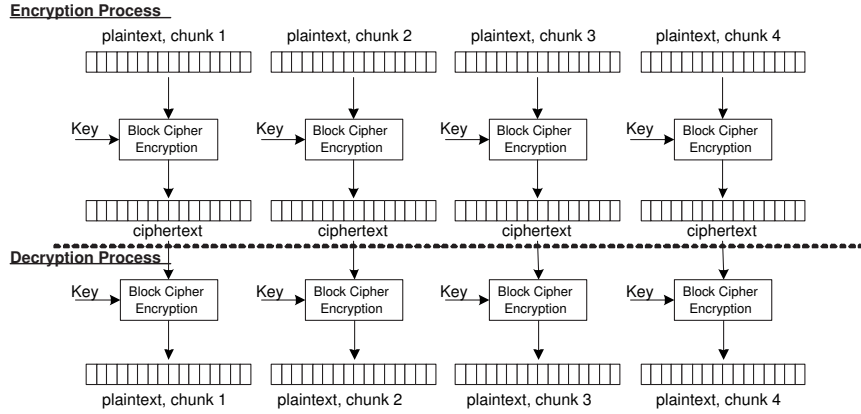 Encryption Process
plaintext, chunk 1
plaintext, chunk 2
plaintext, chunk 3
plaintext, chunk 4
Key
Block Cipher
Encryption
Key
Block Cipher
Encryption
Key
Block Cipher
Encryption
Key
Block Cipher
Encryption
ciphertext
ciphertext
ciphertext
ciphertext
Decryption Process
Key
Block Cipher
Encryption
Key
Block Cipher
Encryption
Key
Block Cipher
Encryption
Key
Block Cipher
Encryption
plaintext, chunk 1
plaintext, chunk 2
plaintext, chunk 3
plaintext, chunk 4